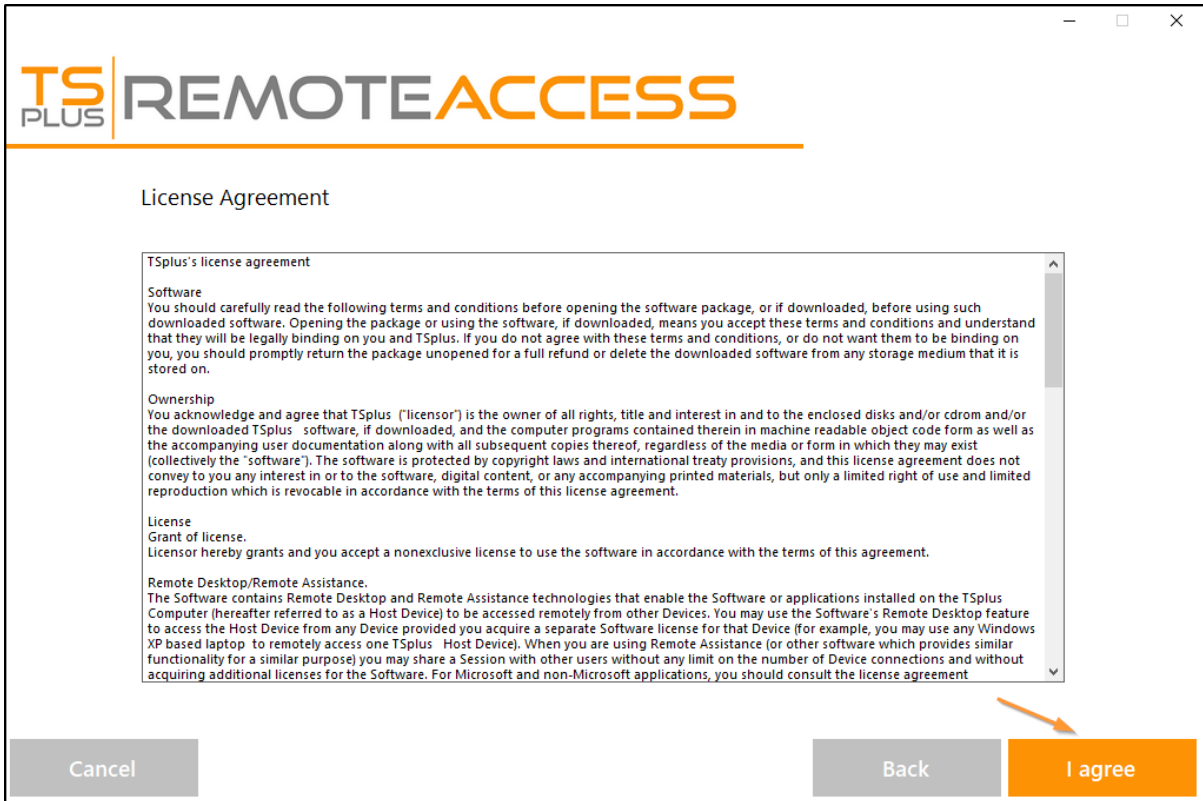 TS PLUS REMOTEACCESS
License Agreement
TSplus's license agreement
Software
You should carefully read the following terms and conditions before opening the software package, or if downloaded, before using such
downloaded software. Opening the package or using the software, if downloaded, means you accept these terms and conditions and understand
that they will be legally binding on you and TSplus. If you do not agree with these terms and conditions, or do not want them to be binding on
you, you should promptly return the package unopened for a full refund or delete the downloaded software from any storage medium that it is
stored on.
Ownership
You acknowledge and agree that TSplus  ("licensor") is the owner of all rights, title and interest in and to the enclosed disks and/or cdrom and/or
the downloaded TSplus   software, if downloaded, and the computer programs contained therein in machine readable object code form as well as
the accompanying user documentation along with all subsequent copies thereof, regardless of the media or form in which they may exist
(collectively the "software"). The software is protected by copyright laws and international treaty provisions, and this license agreement does not
convey to you any interest in or to the software, digital content, or any accompanying printed materials, but only a limited right of use and limited
reproduction which is revocable in accordance with the terms of this license agreement.
License
Grant of license.
Licensor hereby grants and you accept a nonexclusive license to use the software in accordance with the terms of this agreement.
Remote Desktop/Remote Assistance.
The Software contains Remote Desktop and Remote Assistance technologies that enable the Software or applications installed on the TSplus
Computer (hereafter referred to as a Host Device) to be accessed remotely from other Devices. You may use the Software's Remote Desktop feature
to access the Host Device from any Device provided you acquire a separate Software license for that Device (for example, you may use any Windows
XP based laptop  to remotely access one TSplus   Host Device). When you are using Remote Assistance (or other software which provides similar
functionality for a similar purpose) you may share a Session with other users without any limit on the number of Device connections and without
acquiring additional licenses for the Software. For Microsoft and non-Microsoft applications, you should consult the license agreement
Cancel
Back
I agree